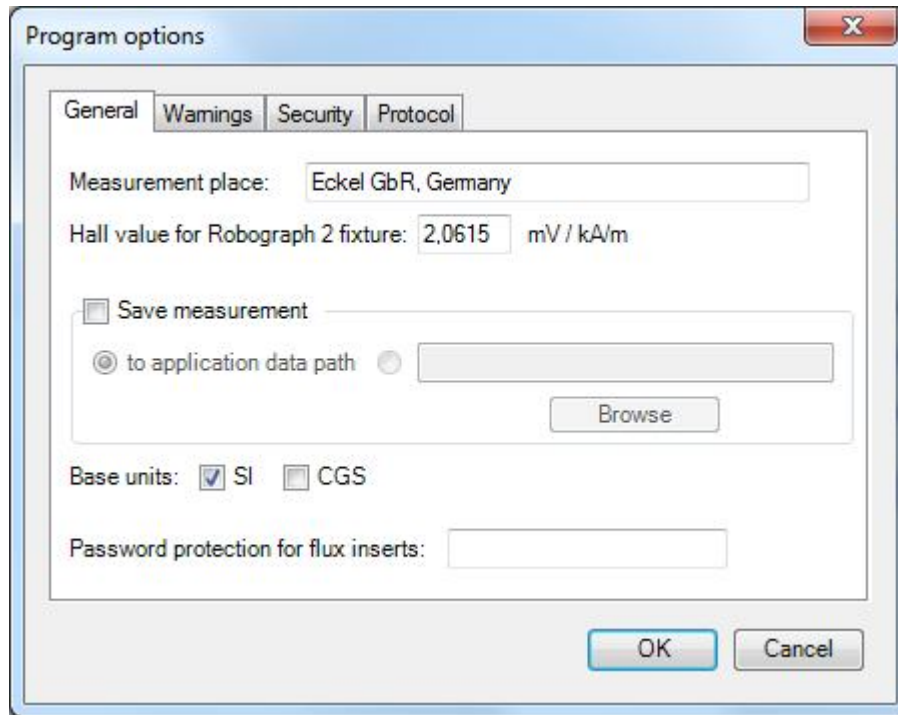 Program options
General Warnings Security Protocol
Measurement place: Eckel GbR, Germany
Hall value for Robograph 2 fixture: 2,0615 mV / kA/m
Save measurement
to application data path
Browse
Base units: SI CGS
Password protection for flux inserts:
OK Cancel